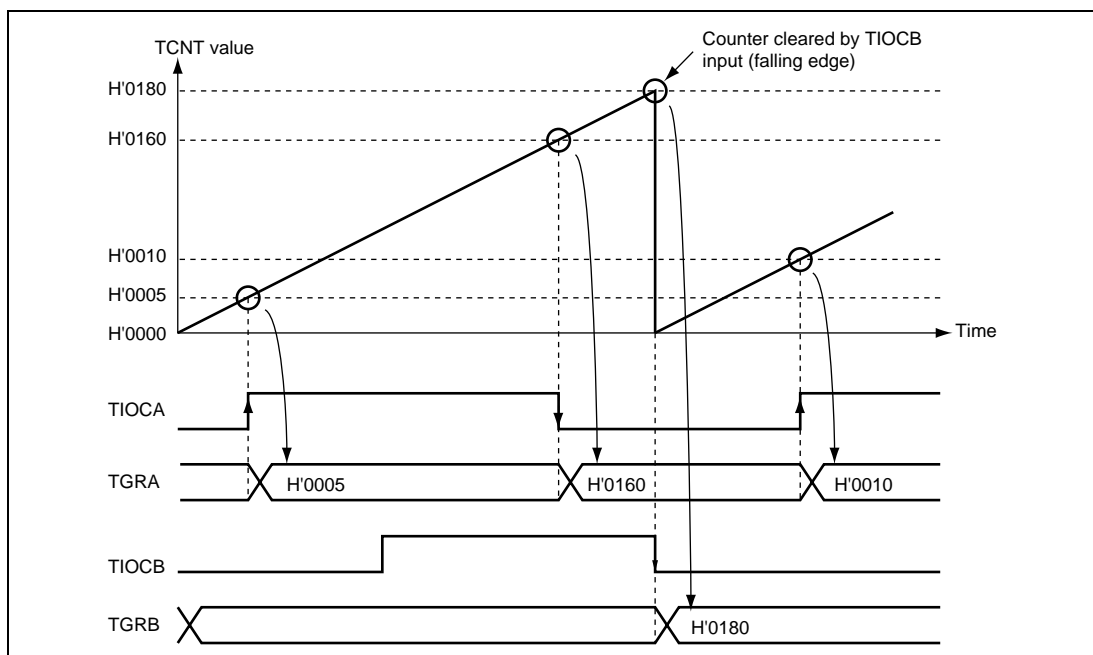 TCNT value
Counter cleared by TIOCB
input (falling edge)
H'0180
H'0160
H'0010
H'0005
H'0000
Time
TIOCA
TGRA
H'0005
H'0160
H'0010
TIOCB
TGRB
H'0180